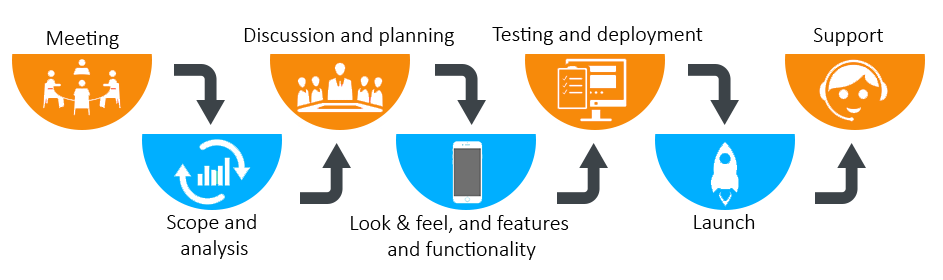 Meeting
Scope and
analysis
Discussion and planning
Look & feel, and features
and functionality
Testing and deployment
Launch
Support